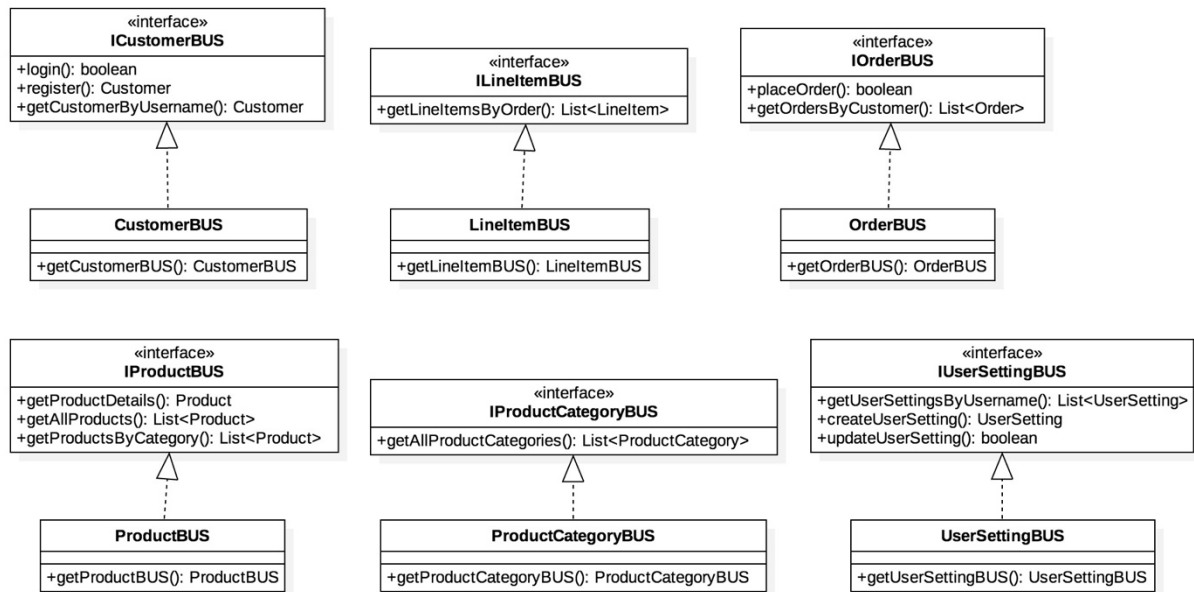 «interface»
ICustomerBUS
+login(): boolean
+register(): Customer
+getCustomerByUsername(): Customer
«interface»
ILineItemBUS
+getLineItemsByOrder(): List<LineItem>
«interface»
IOrderBUS
+placeOrder(): boolean
+getOrdersByCustomer(): List<Order>
CustomerBUS
+getCustomerBUS(): CustomerBUS
LineItemBUS
+getLineItemBUS(): LineItemBUS
OrderBUS
+getOrderBUS(): OrderBUS
«interface»
IProductBUS
+getProductDetails(): Product
+getAllProducts(): List<Product>
+getProductsByCategory(): List<Product>
«interface»
IProductCategoryBUS
+getAllProductCategories(): List<ProductCategory>
«interface»
IUserSettingBUS
+getUserSettingsByUsername(): List<UserSetting>
+createUserSetting(): UserSetting
+updateUserSetting(): boolean
ProductBUS
+getProductBUS(): ProductBUS
ProductCategoryBUS
+getProductCategoryBUS(): ProductCategoryBUS
UserSettingBUS
+getUserSettingBUS(): UserSettingBUS